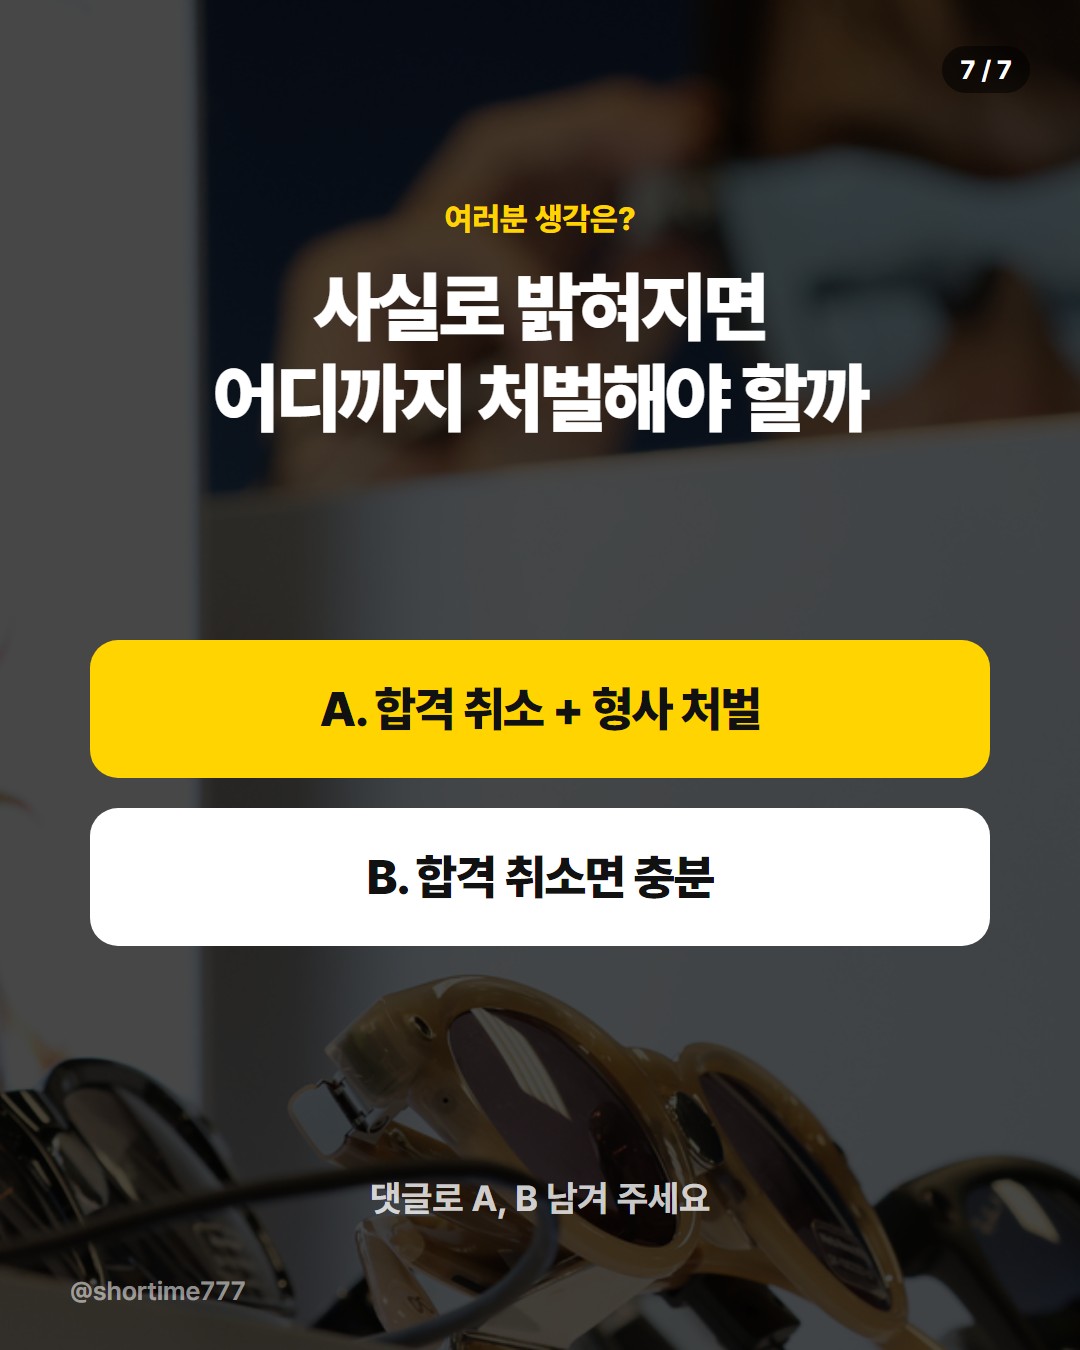 7 / 7
여러분 생각은?
사실로 밝혀지면
어디까지 처벌해야 할까
A. 합격 취소 + 형사 처벌
B. 합격 취소면 충분
댓글로 A, B 남겨 주세요
@shortime777